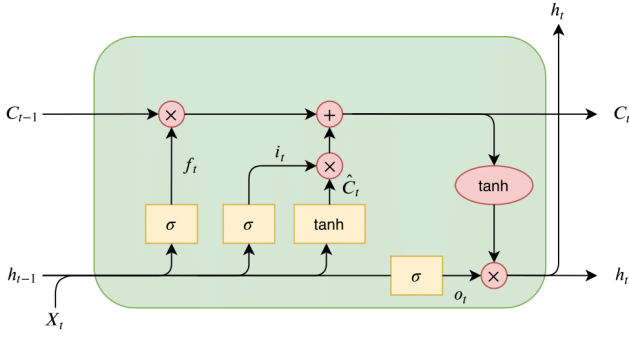 h_t
C_{t-1}
×
+
C_t
f_t
i_t
×
Ĉ_t
tanh
σ
σ
tanh
h_{t-1}
σ
o_t
×
h_t
X_t